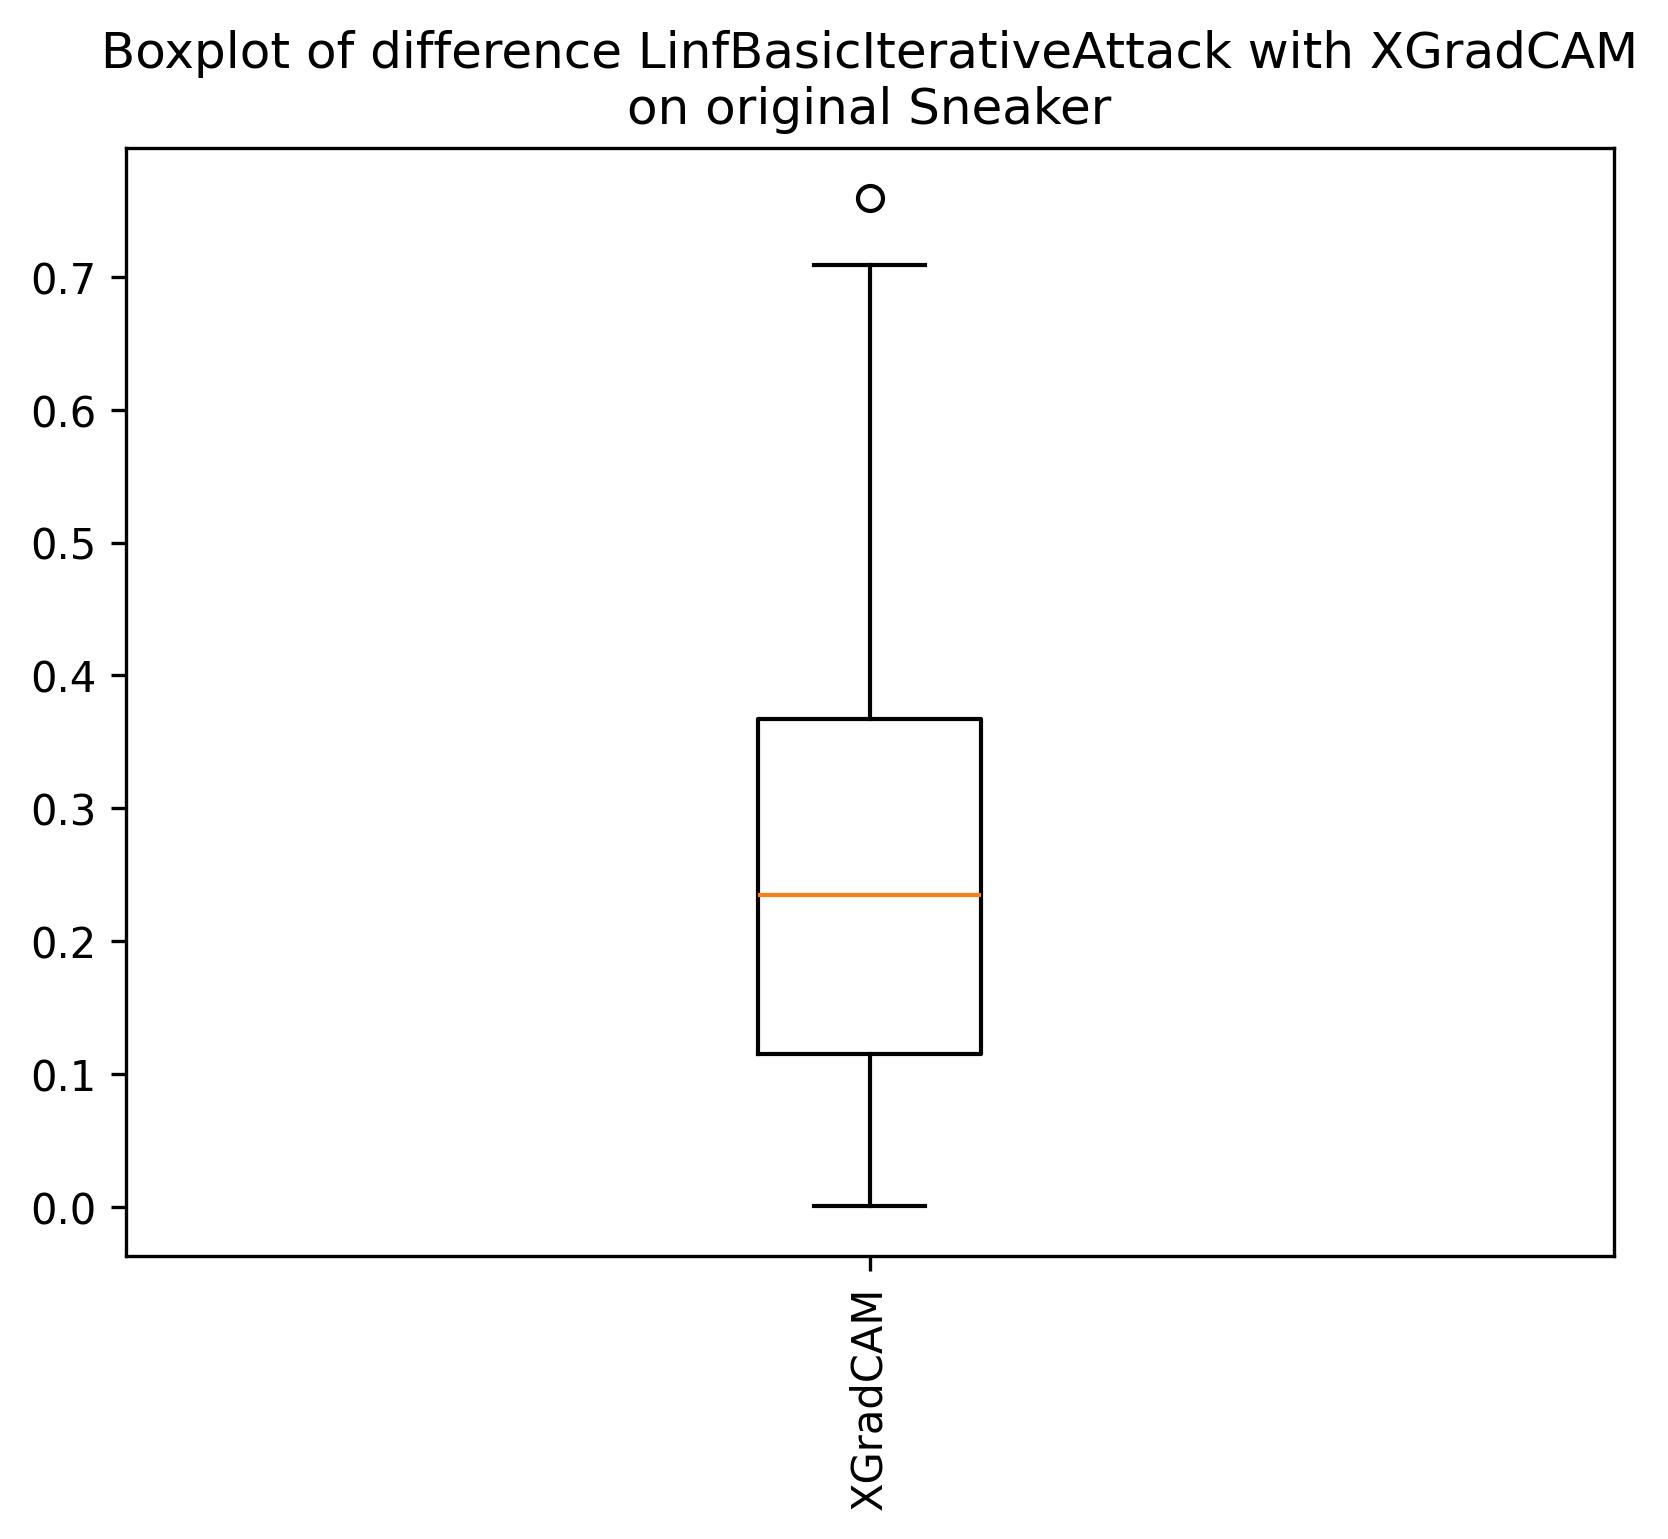 Boxplot of difference LinfBasicIterativeAttack with XGradCAM
on original Sneaker
0.7
0.6
0.5
0.4
0.3
0.2
0.1
0.0
XGradCAM